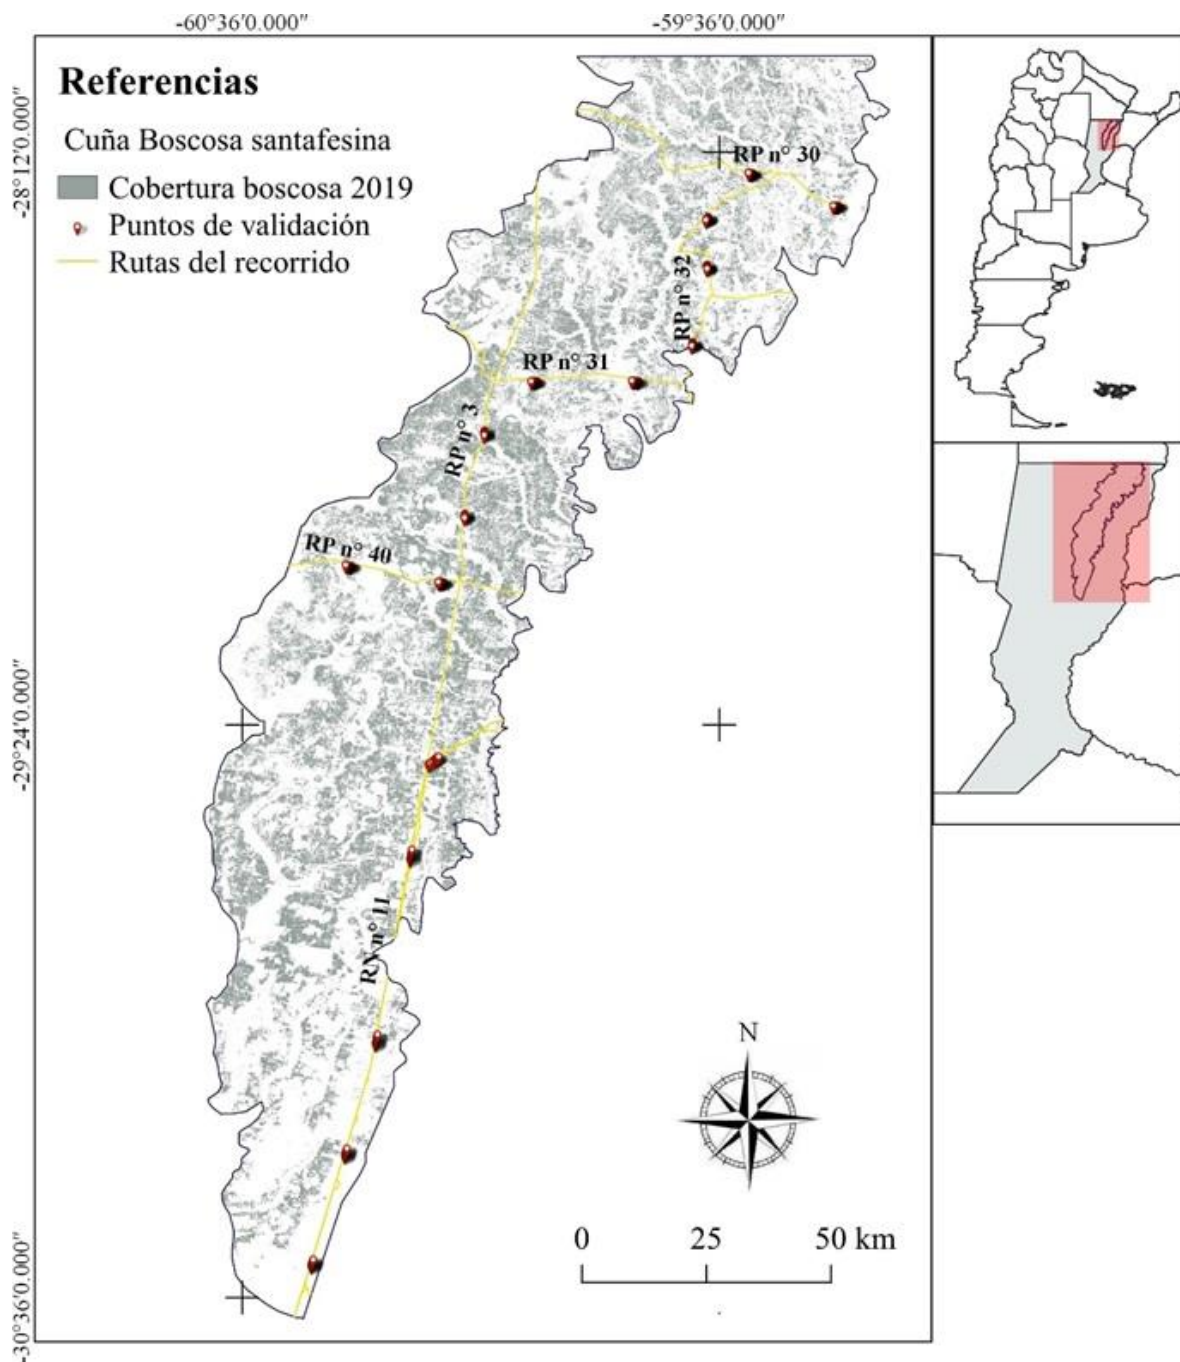 -60°36'0.000"
-59°36'0.000"
Referencias
Cuña Boscosa santafesina
Cobertura boscosa 2019
Puntos de validación
Rutas del recorrido
-28°12'0.000"
RP n° 30
RP n° 32
RP n° 31
RP n° 3
RP n° 40
-29°24'0.000"
RN n° 11
N
0 25 50 km
-30°36'0.000"